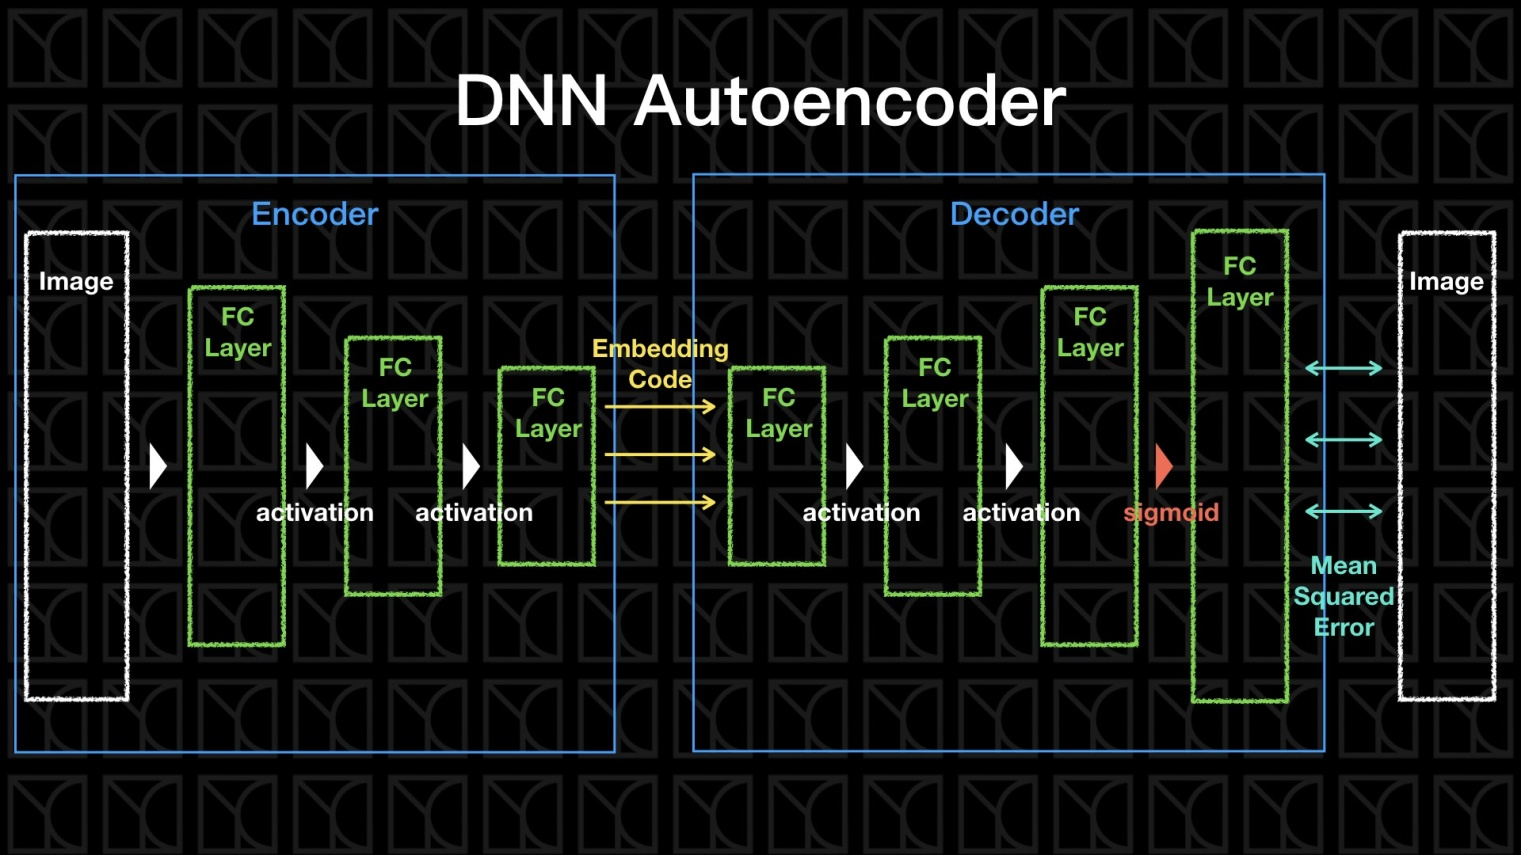 DNN Autoencoder
Encoder
Decoder
Image
FC
Layer
FC
Layer
FC
Layer
Embedding
Code
FC
Layer
FC
Layer
FC
Layer
FC
Layer
Image
activation
activation
activation
activation
sigmoid
Mean
Squared
Error